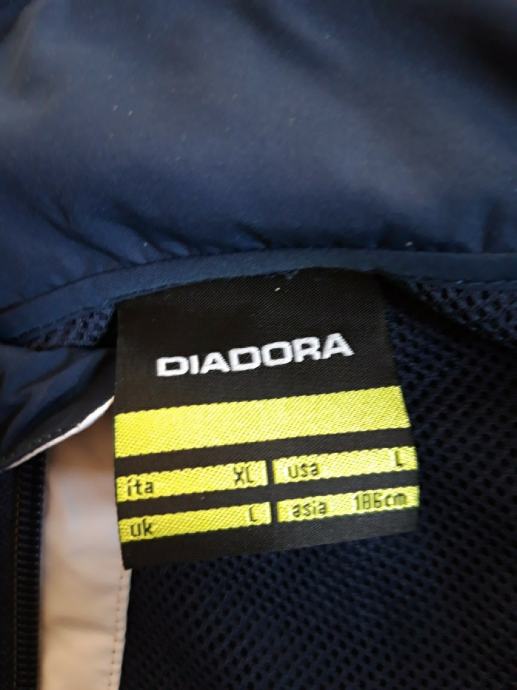 DIADORA
ita XL usa L
uk L asia 186cm